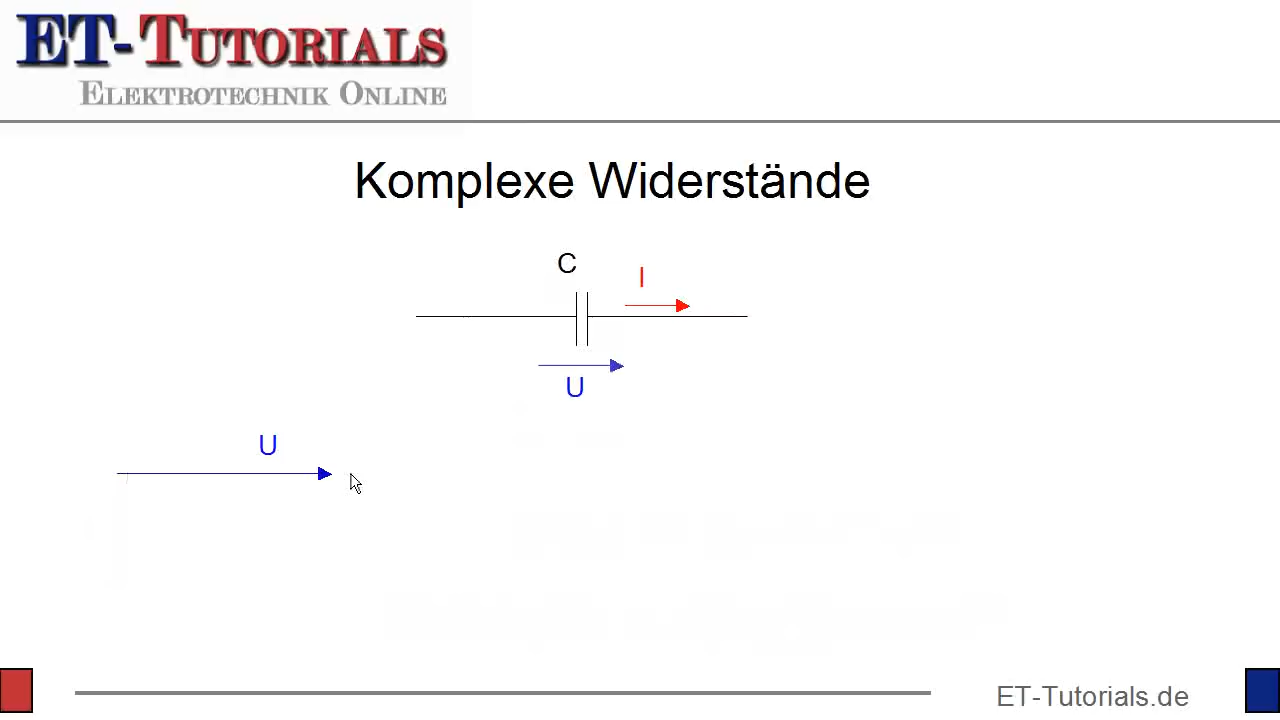 ET-TUTORIALS
ELEKTROTECHNIK ONLINE
Komplexe Widerstände
C
I
U
U
ET-Tutorials.de